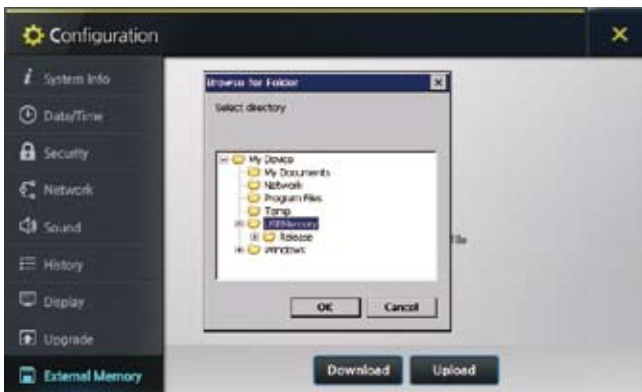 Configuration
System Info
Date/Time
Security
Network
Sound
History
Display
Upgrade
External Memory
Browse for Folder
Select directory
My Device
My Documents
Network
Program Files
Temp
USBMemory
Release
Windows
OK
Cancel
file
Download
Upload